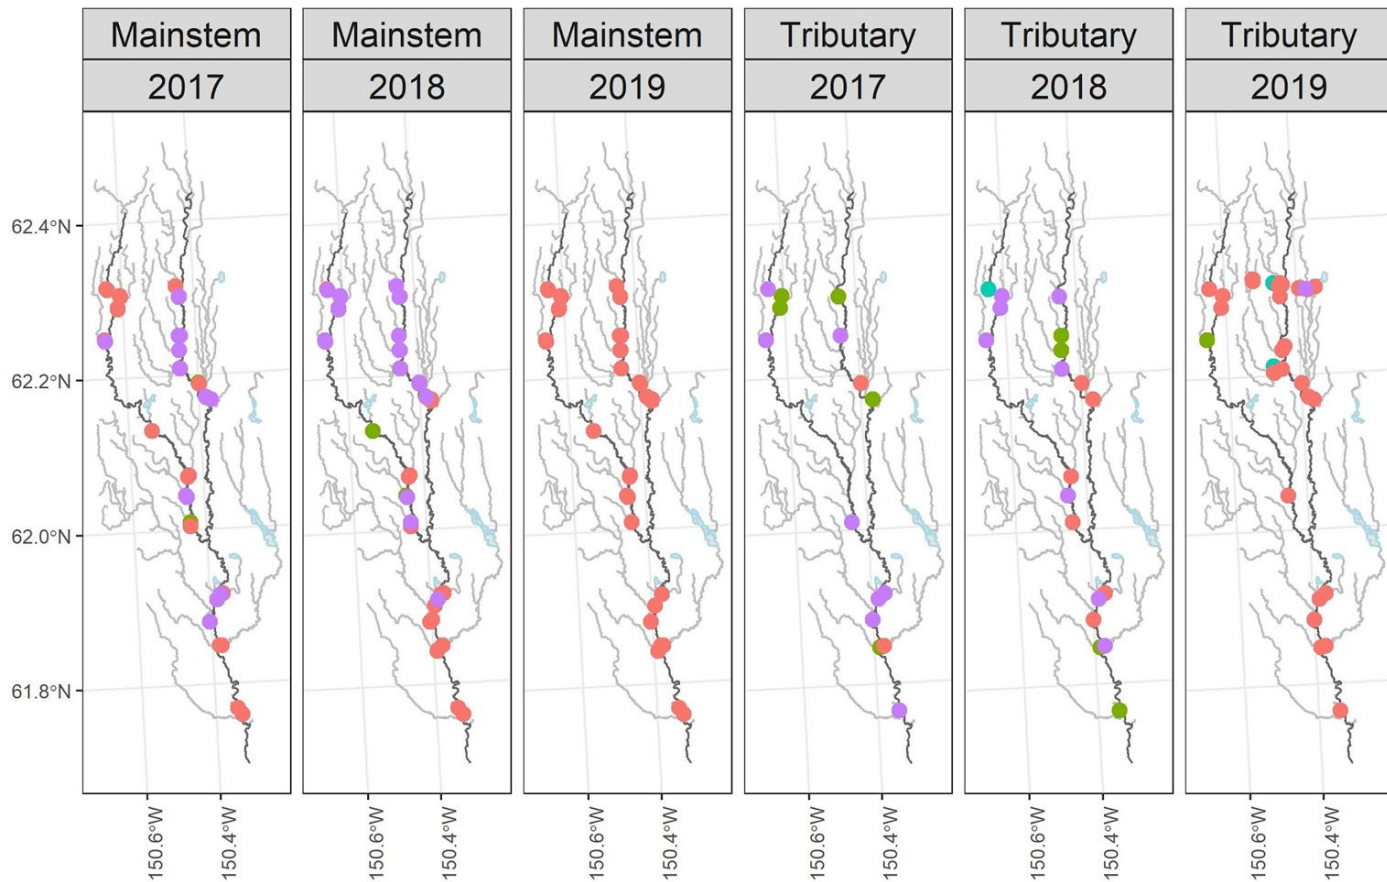 Mainstem Mainstem Mainstem Tributary Tributary Tributary
2017 2018 2019 2017 2018 2019
62.4°N
62.2°N
62.0°N
61.8°N
150.6°W 150.4°W 150.6°W 150.4°W 150.6°W 150.4°W 150.6°W 150.4°W 150.6°W 150.4°W 150.6°W 150.4°W